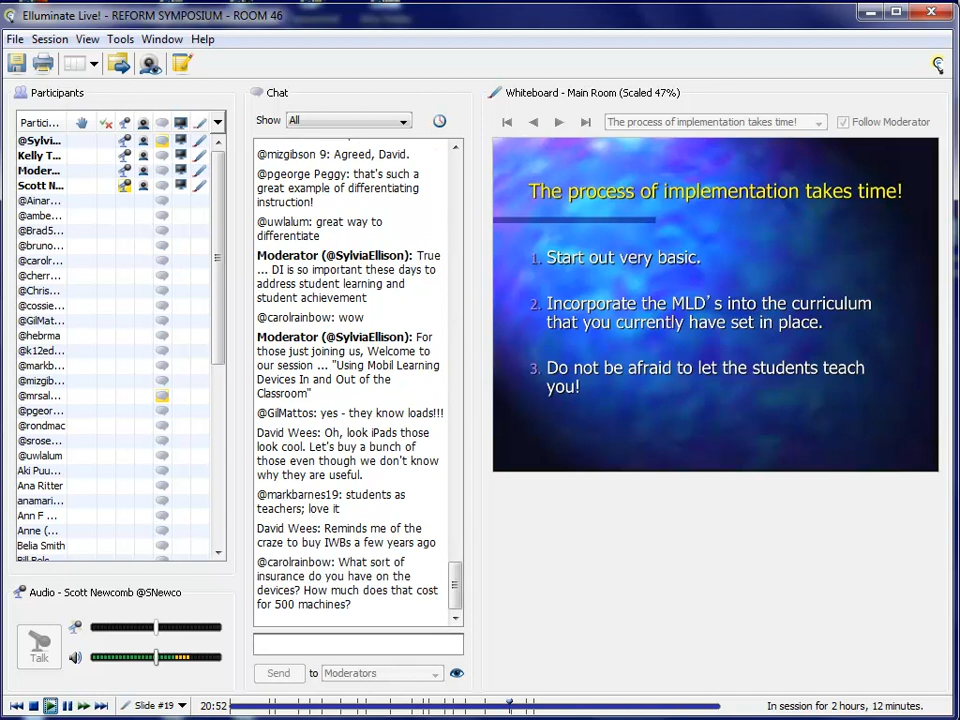 Elluminate Live! - REFORM SYMPOSIUM - ROOM 46
File Session View Tools Window Help
Participants
Partici...
@Sylvi...
Kelly T...
Moder...
Scott N...
@Ainar...
@ambe...
@Brad5...
@bruno...
@carolr...
@cherr...
@Chris...
@cossie...
@GilMat...
@hebrma
@k12ed...
@markb...
@mizgib...
@mrsal...
@pgeor...
@rondmac
@srose...
@uwlalum
Aki Puu...
Ana Ritter
anamari...
Ann F ...
Anne (...
Belia Smith
Audio - Scott Newcomb @SNewco
Talk
Chat
Show All
@mizgibson 9: Agreed, David.
@pgeorge Peggy: that's such a
great example of differentiating
instruction!
@uwlalum: great way to
differentiate
Moderator (@SylviaEllison): True
... DI is so important these days to
address student learning and
student achievement
@carolrainbow: wow
Moderator (@SylviaEllison): For
those just joining us, Welcome to
our session ... "Using Mobil Learning
Devices In and Out of the
Classroom"
@GilMattos: yes - they know loads!!!
David Wees: Oh, look iPads those
look cool. Let's buy a bunch of
those even though we don't know
why they are useful.
@markbarnes19: students as
teachers; love it
David Wees: Reminds me of the
craze to buy IWBs a few years ago
@carolrainbow: What sort of
insurance do you have on the
devices? How much does that cost
for 500 machines?
Send to Moderators
Whiteboard - Main Room (Scaled 47%)
The process of implementation takes time! Follow Moderator
The process of implementation takes time!
1. Start out very basic.
2. Incorporate the MLD's into the curriculum
that you currently have set in place.
3. Do not be afraid to let the students teach
you!
Slide #19 20:52 In session for 2 hours, 12 minutes.